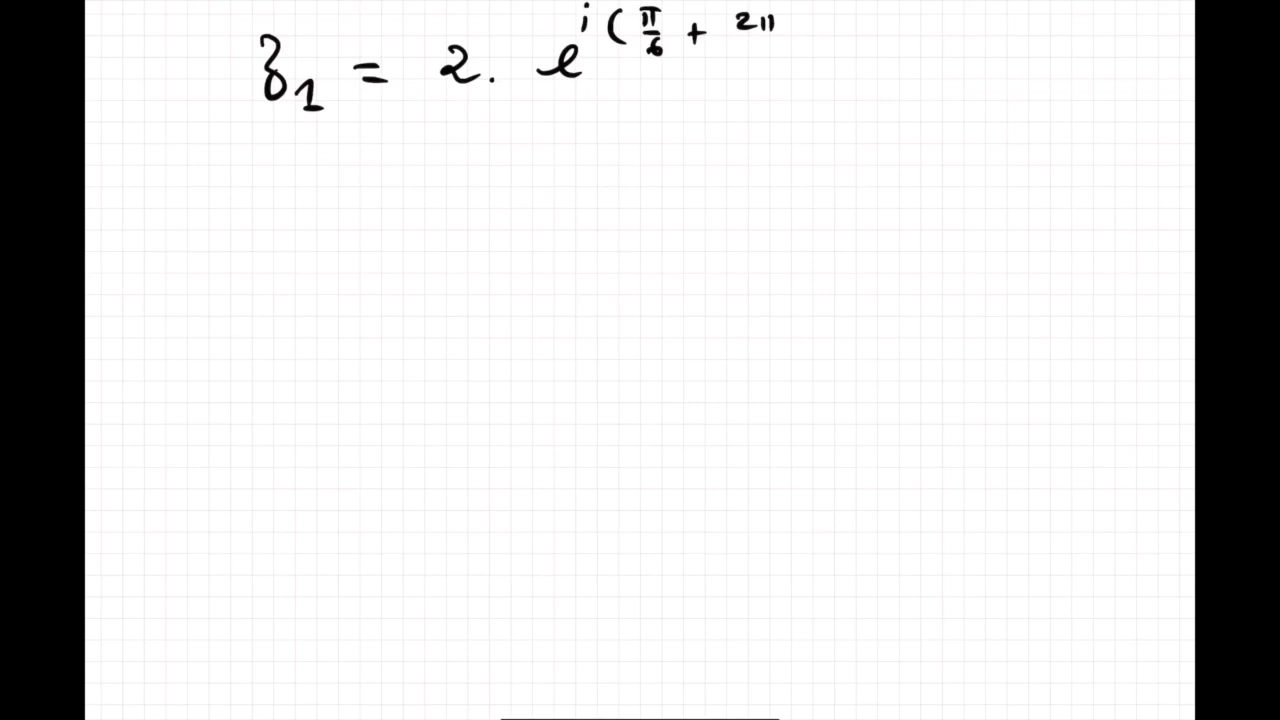 z₁ = 2. e^{i(π/6 + 2π